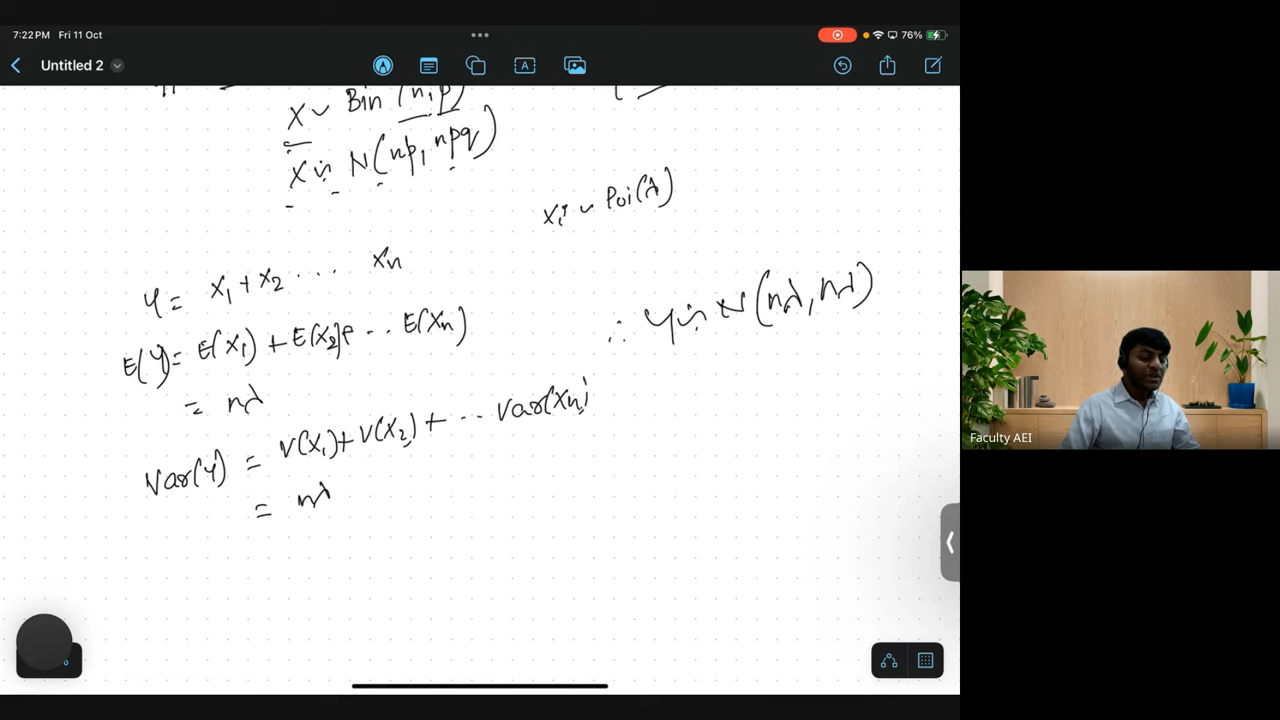 7:22 PM Fri 11 Oct
76%
Untitled 2
X ~ Bin (n, p)
X ~̇ N(np, npq)
Xi ~ Poi(λ)
Y = X1 + X2 ... Xn
E(Y) = E(X1) + E(X2)+ ... E(Xn)
= nλ
∴ Y ~̇ N(nλ, nλ)
Var(Y) = V(X1) + V(X2) + ... Var(Xn)
= nλ
Faculty AEI